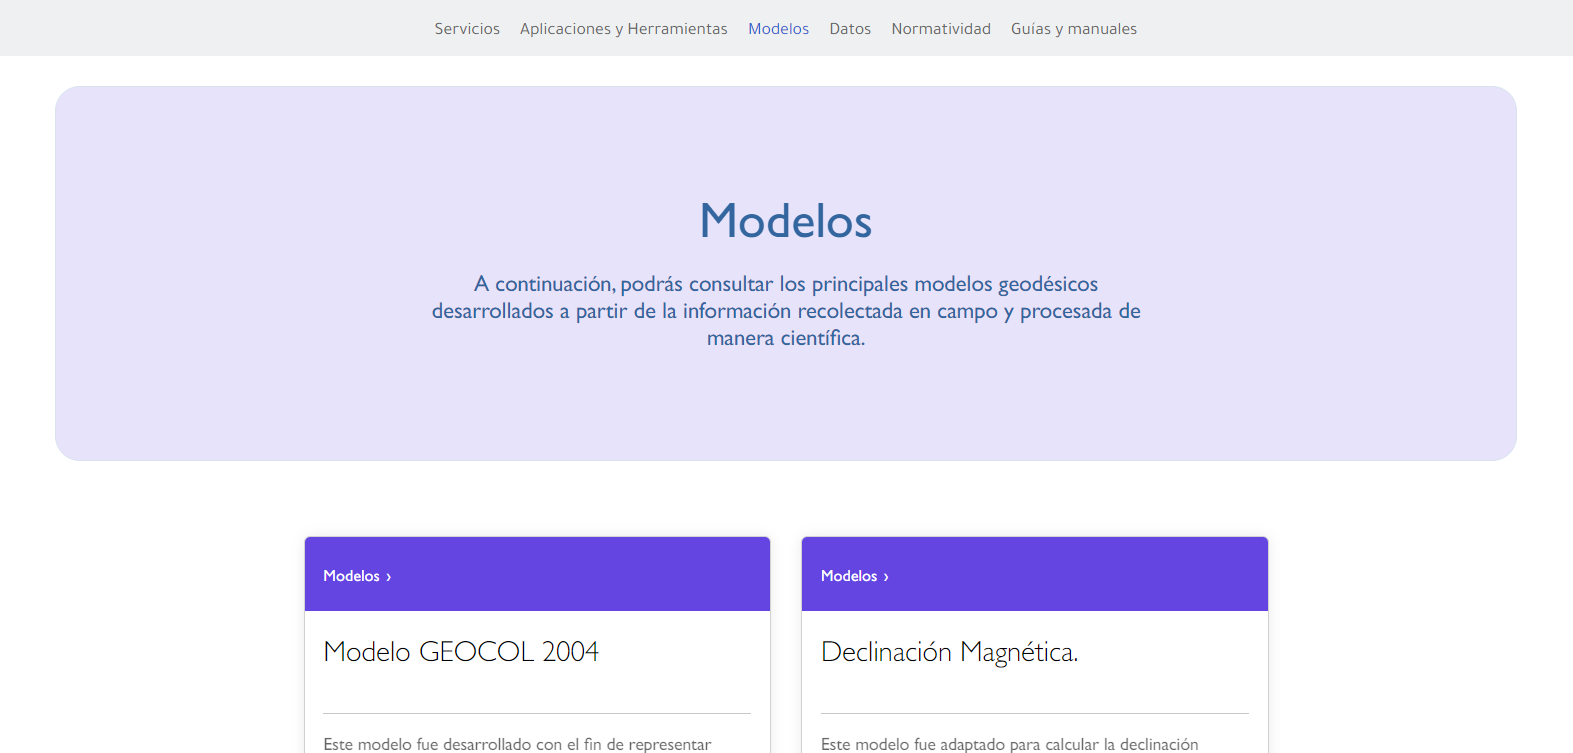 Servicios Aplicaciones y Herramientas Modelos Datos Normatividad Guías y manuales
Modelos
A continuación, podrás consultar los principales modelos geodésicos
desarrollados a partir de la información recolectada en campo y procesada de
manera científica.
Modelos ›
Modelo GEOCOL 2004
Este modelo fue desarrollado con el fin de representar
Modelos ›
Declinación Magnética.
Este modelo fue adaptado para calcular la declinación